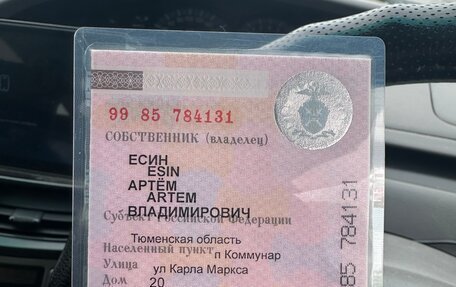 99 85 784131
СОБСТВЕННИК (владелец)
ЕСИН
ESIN
АРТЁМ
ARTEM
ВЛАДИМИРОВИЧ
Субъект Российской Федерации
Тюменская область
Населенный пункт п Коммунар
Улица ул Карла Маркса
Дом 20
85 784131